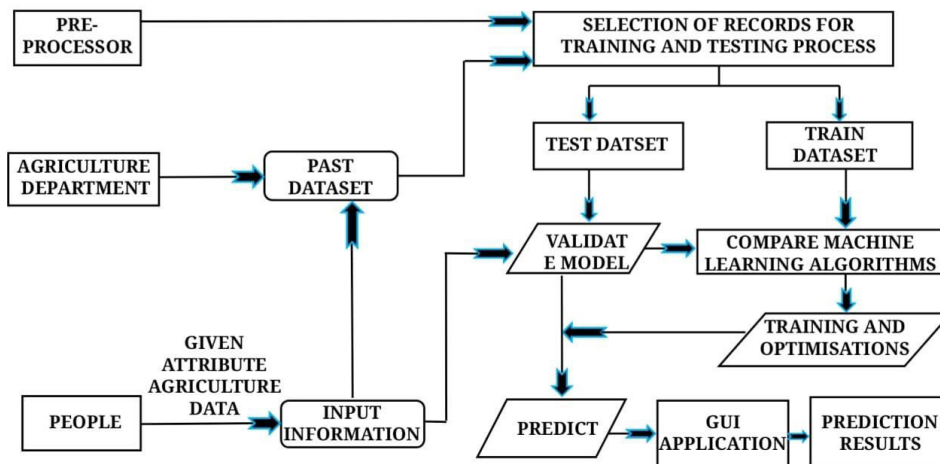 PRE-
PROCESSOR
SELECTION OF RECORDS FOR
TRAINING AND TESTING PROCESS
TEST DATSET
TRAIN
DATASET
AGRICULTURE
DEPARTMENT
PAST
DATASET
VALIDAT
E MODEL
COMPARE MACHINE
LEARNING ALGORITHMS
TRAINING AND
OPTIMISATIONS
GIVEN
ATTRIBUTE
AGRICULTURE
DATA
PEOPLE
INPUT
INFORMATION
PREDICT
GUI
APPLICATION
PREDICTION
RESULTS